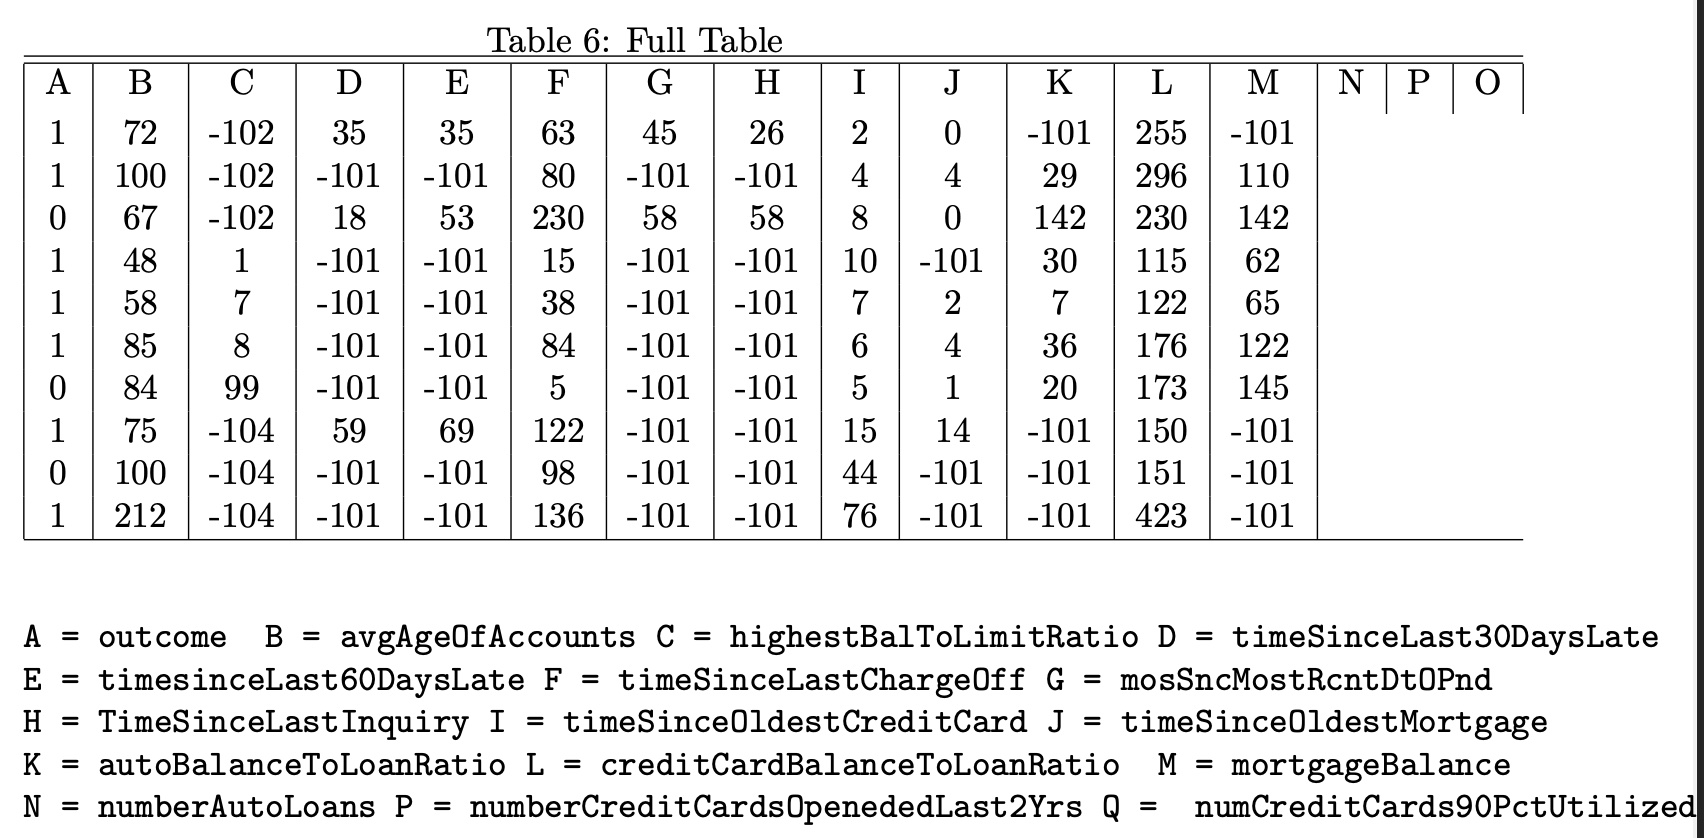 Table 6: Full Table
A B C D E F G H I J K L M N P O
1 72 -102 35 35 63 45 26 2 0 -101 255 -101
1 100 -102 -101 -101 80 -101 -101 4 4 29 296 110
0 67 -102 18 53 230 58 58 8 0 142 230 142
1 48 1 -101 -101 15 -101 -101 10 -101 30 115 62
1 58 7 -101 -101 38 -101 -101 7 2 7 122 65
1 85 8 -101 -101 84 -101 -101 6 4 36 176 122
0 84 99 -101 -101 5 -101 -101 5 1 20 173 145
1 75 -104 59 69 122 -101 -101 15 14 -101 150 -101
0 100 -104 -101 -101 98 -101 -101 44 -101 -101 151 -101
1 212 -104 -101 -101 136 -101 -101 76 -101 -101 423 -101
A = outcome B = avgAgeOfAccounts C = highestBalToLimitRatio D = timeSinceLast30DaysLate
E = timesinceLast60DaysLate F = timeSinceLastChargeOff G = mosSncMostRcntDtOPnd
H = TimeSinceLastInquiry I = timeSinceOldestCreditCard J = timeSinceOldestMortgage
K = autoBalanceToLoanRatio L = creditCardBalanceToLoanRatio M = mortgageBalance
N = numberAutoLoans P = numberCreditCardsOpenededLast2Yrs Q = numCreditCards90PctUtilized